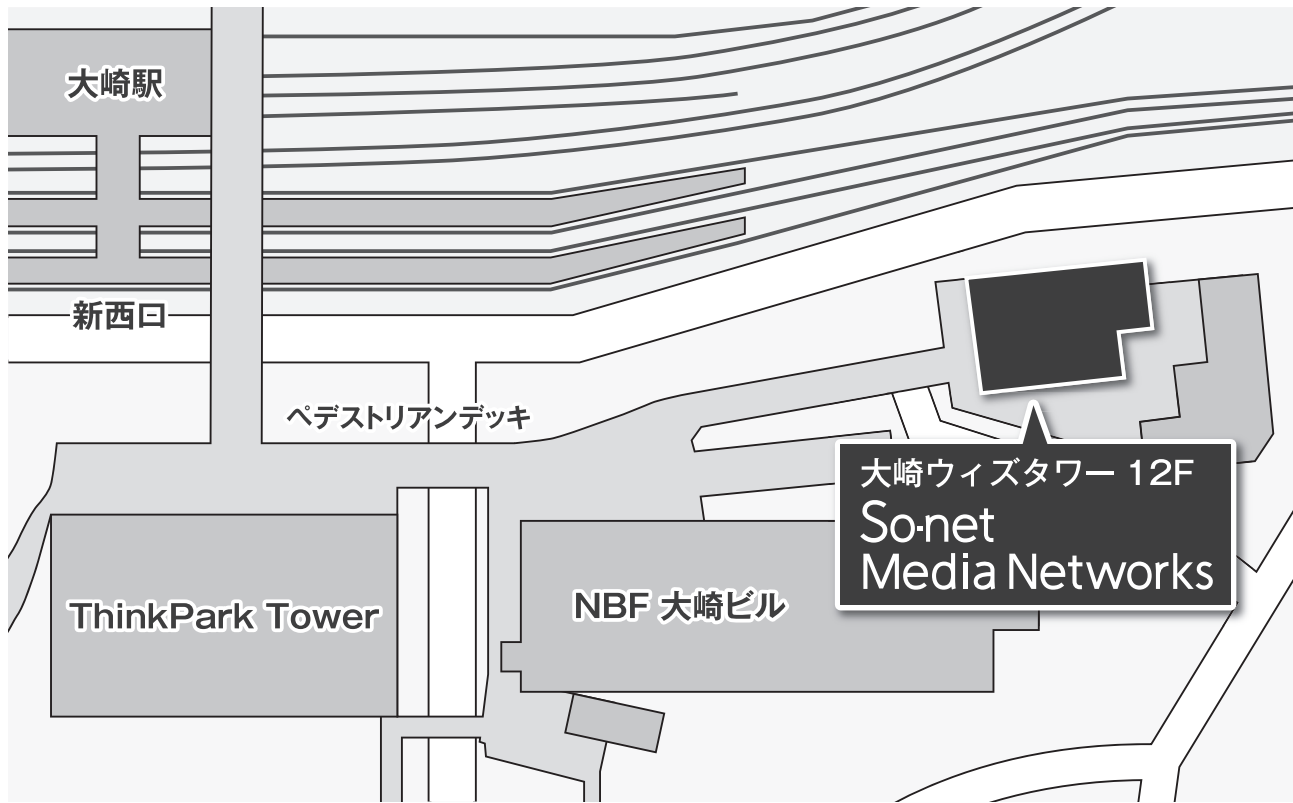 大崎駅
新西口
ペデストリアンデッキ
大崎ウィズタワー 12F
So-net
Media Networks
ThinkPark Tower
NBF 大崎ビル